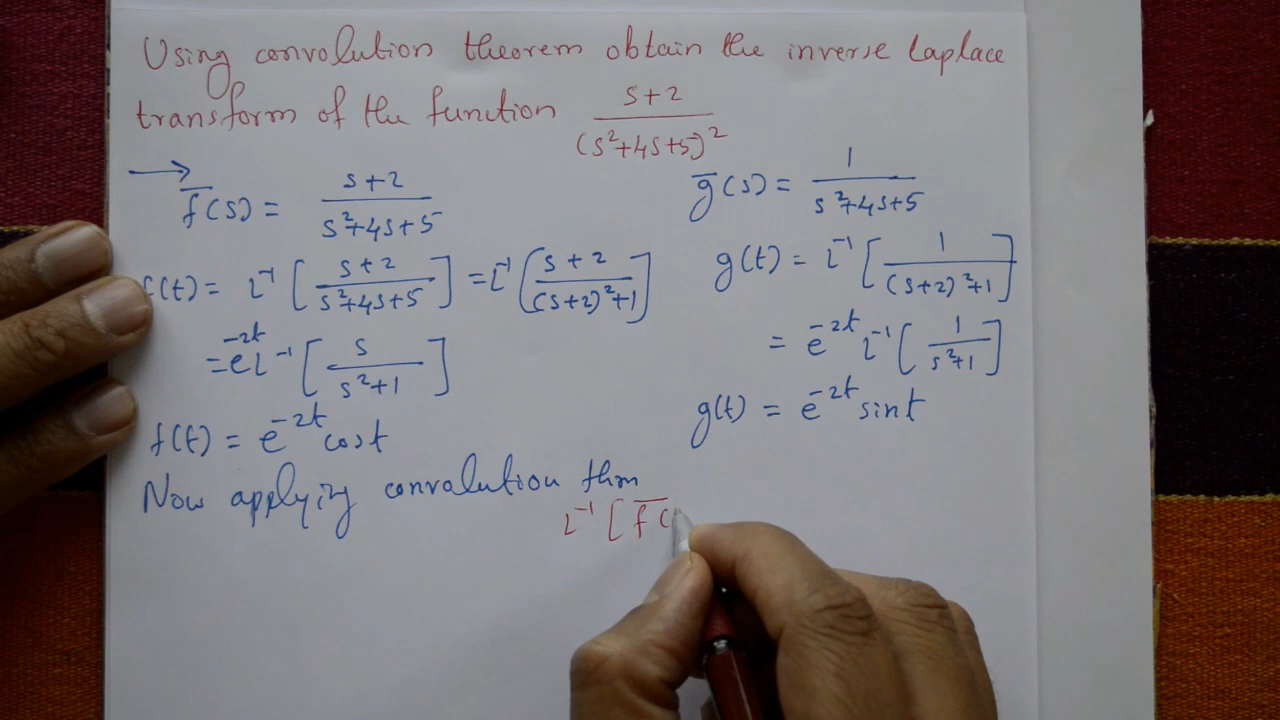 Using convolution theorem obtain the inverse Laplace
transform of the function (s+2)/(s²+4s+5)²
→ f̅(s) = (s+2)/(s²+4s+5)
f(t) = L⁻¹[(s+2)/(s²+4s+5)] = L⁻¹[(s+2)/((s+2)²+1)]
= e⁻²ᵗ L⁻¹[s/(s²+1)]
f(t) = e⁻²ᵗ cost
g̅(s) = 1/(s²+4s+5)
g(t) = L⁻¹[1/((s+2)²+1)]
= e⁻²ᵗ L⁻¹[1/(s²+1)]
g(t) = e⁻²ᵗ sint
Now applying convalution thm
L⁻¹[f̅(